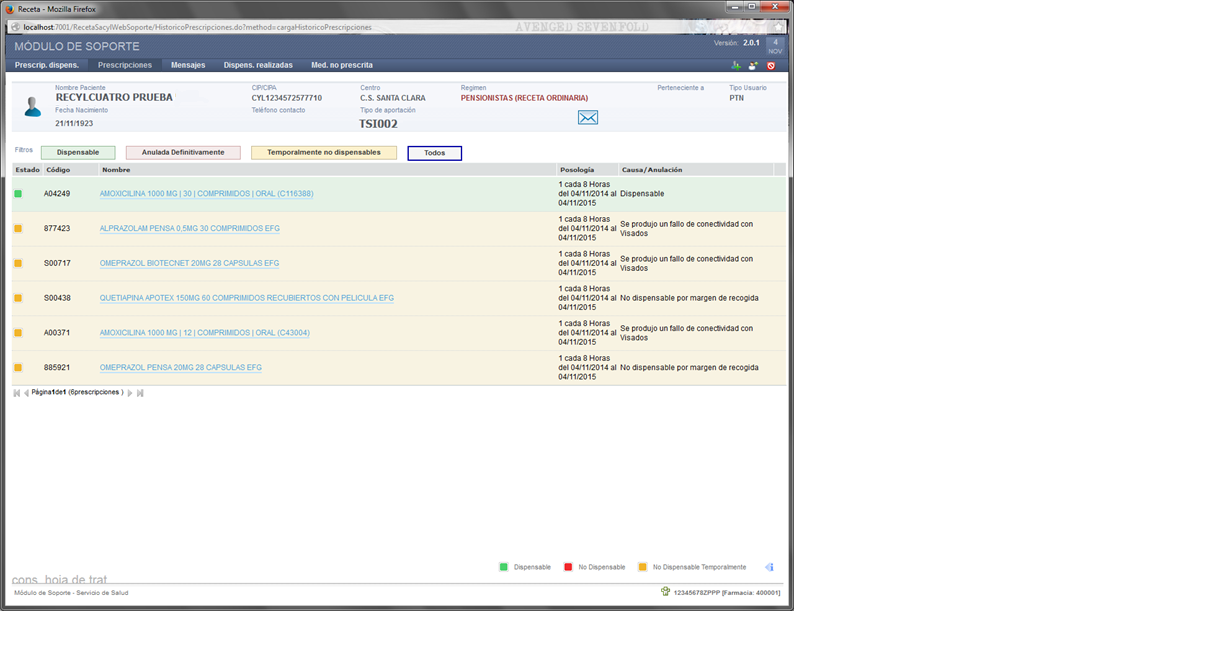 Receta - Mozilla Firefox
localhost:7001/RecetaSacylWebSoporte/HistoricoPrescripciones.do?method=cargaHistoricoPrescripciones
AVENGED SEVENFOLD
MÓDULO DE SOPORTE
Versión: 2.0.1
4
NOV
Prescrip. dispens. Prescripciones Mensajes Dispens. realizadas Med. no prescrita
Nombre Paciente CIP/CIPA Centro Regimen Perteneciente a Tipo Usuario
RECYLCUATRO PRUEBA CYL1234572577710 C.S. SANTA CLARA PENSIONISTAS (RECETA ORDINARIA) PTN
Fecha Nacimiento Teléfono contacto Tipo de aportación
21/11/1923 TSI002
Filtros Dispensable Anulada Definitivamente Temporalmente no dispensables Todos
Estado Código Nombre Posología Causa/Anulación
A04249 AMOXICILINA 1000 MG | 30 | COMPRIMIDOS | ORAL (C116388) 1 cada 8 Horas
del 04/11/2014 al Dispensable
04/11/2015
877423 ALPRAZOLAM PENSA 0,5MG 30 COMPRIMIDOS EFG 1 cada 8 Horas
del 04/11/2014 al Se produjo un fallo de conectividad con
04/11/2015 Visados
S00717 OMEPRAZOL BIOTECNET 20MG 28 CAPSULAS EFG 1 cada 8 Horas
del 04/11/2014 al Se produjo un fallo de conectividad con
04/11/2015 Visados
S00438 QUETIAPINA APOTEX 150MG 60 COMPRIMIDOS RECUBIERTOS CON PELICULA EFG 1 cada 8 Horas
del 04/11/2014 al No dispensable por margen de recogida
04/11/2015
A00371 AMOXICILINA 1000 MG | 12 | COMPRIMIDOS | ORAL (C43004) 1 cada 8 Horas
del 04/11/2014 al Se produjo un fallo de conectividad con
04/11/2015 Visados
885921 OMEPRAZOL PENSA 20MG 28 CAPSULAS EFG 1 cada 8 Horas
del 04/11/2014 al No dispensable por margen de recogida
04/11/2015
Página1de1 (6prescripciones )
Dispensable No Dispensable No Dispensable Temporalmente
cons. hoja de trat
Módulo de Soporte - Servicio de Salud 12345678ZPPP [Farmacia: 400001]